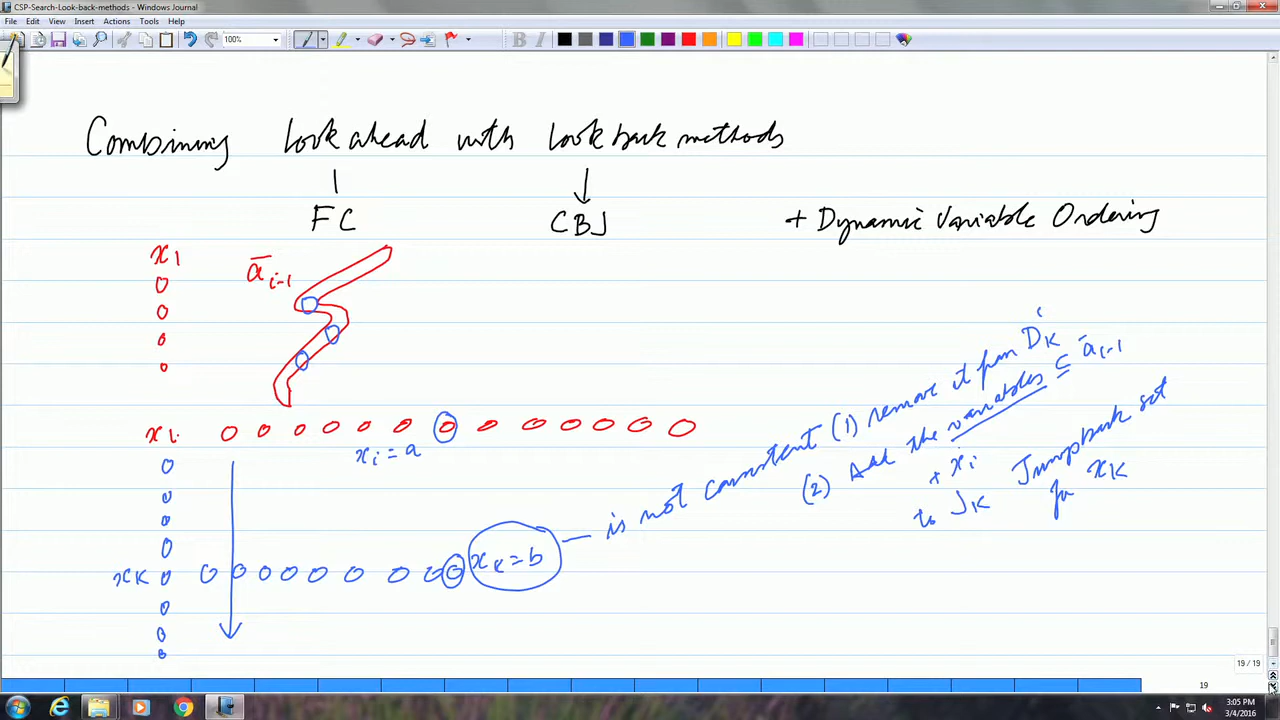 CSP-Search-Look-back-methods - Windows Journal
File Edit View Insert Actions Tools Help
100%
Combining Look ahead with Look back methods
FC CBJ + Dynamic Variable Ordering
x1
āi-1
xi
xi = a
xK
xK = b
is not consistent (1) remove it from D'K
(2) Add the variables ⊆ āi-1
+ xi
to JK Jumpback set
for xK
19 / 19
19
3:05 PM
3/4/2016